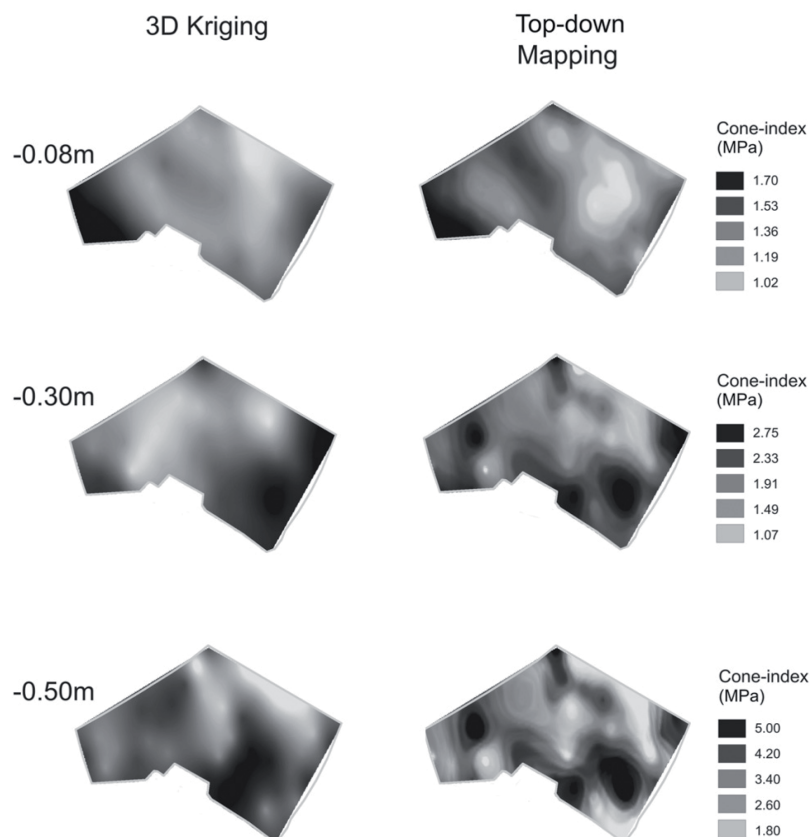 3D Kriging
Top-down
Mapping
-0.08m
Cone-index
(MPa)
1.70
1.53
1.36
1.19
1.02
-0.30m
Cone-index
(MPa)
2.75
2.33
1.91
1.49
1.07
-0.50m
Cone-index
(MPa)
5.00
4.20
3.40
2.60
1.80